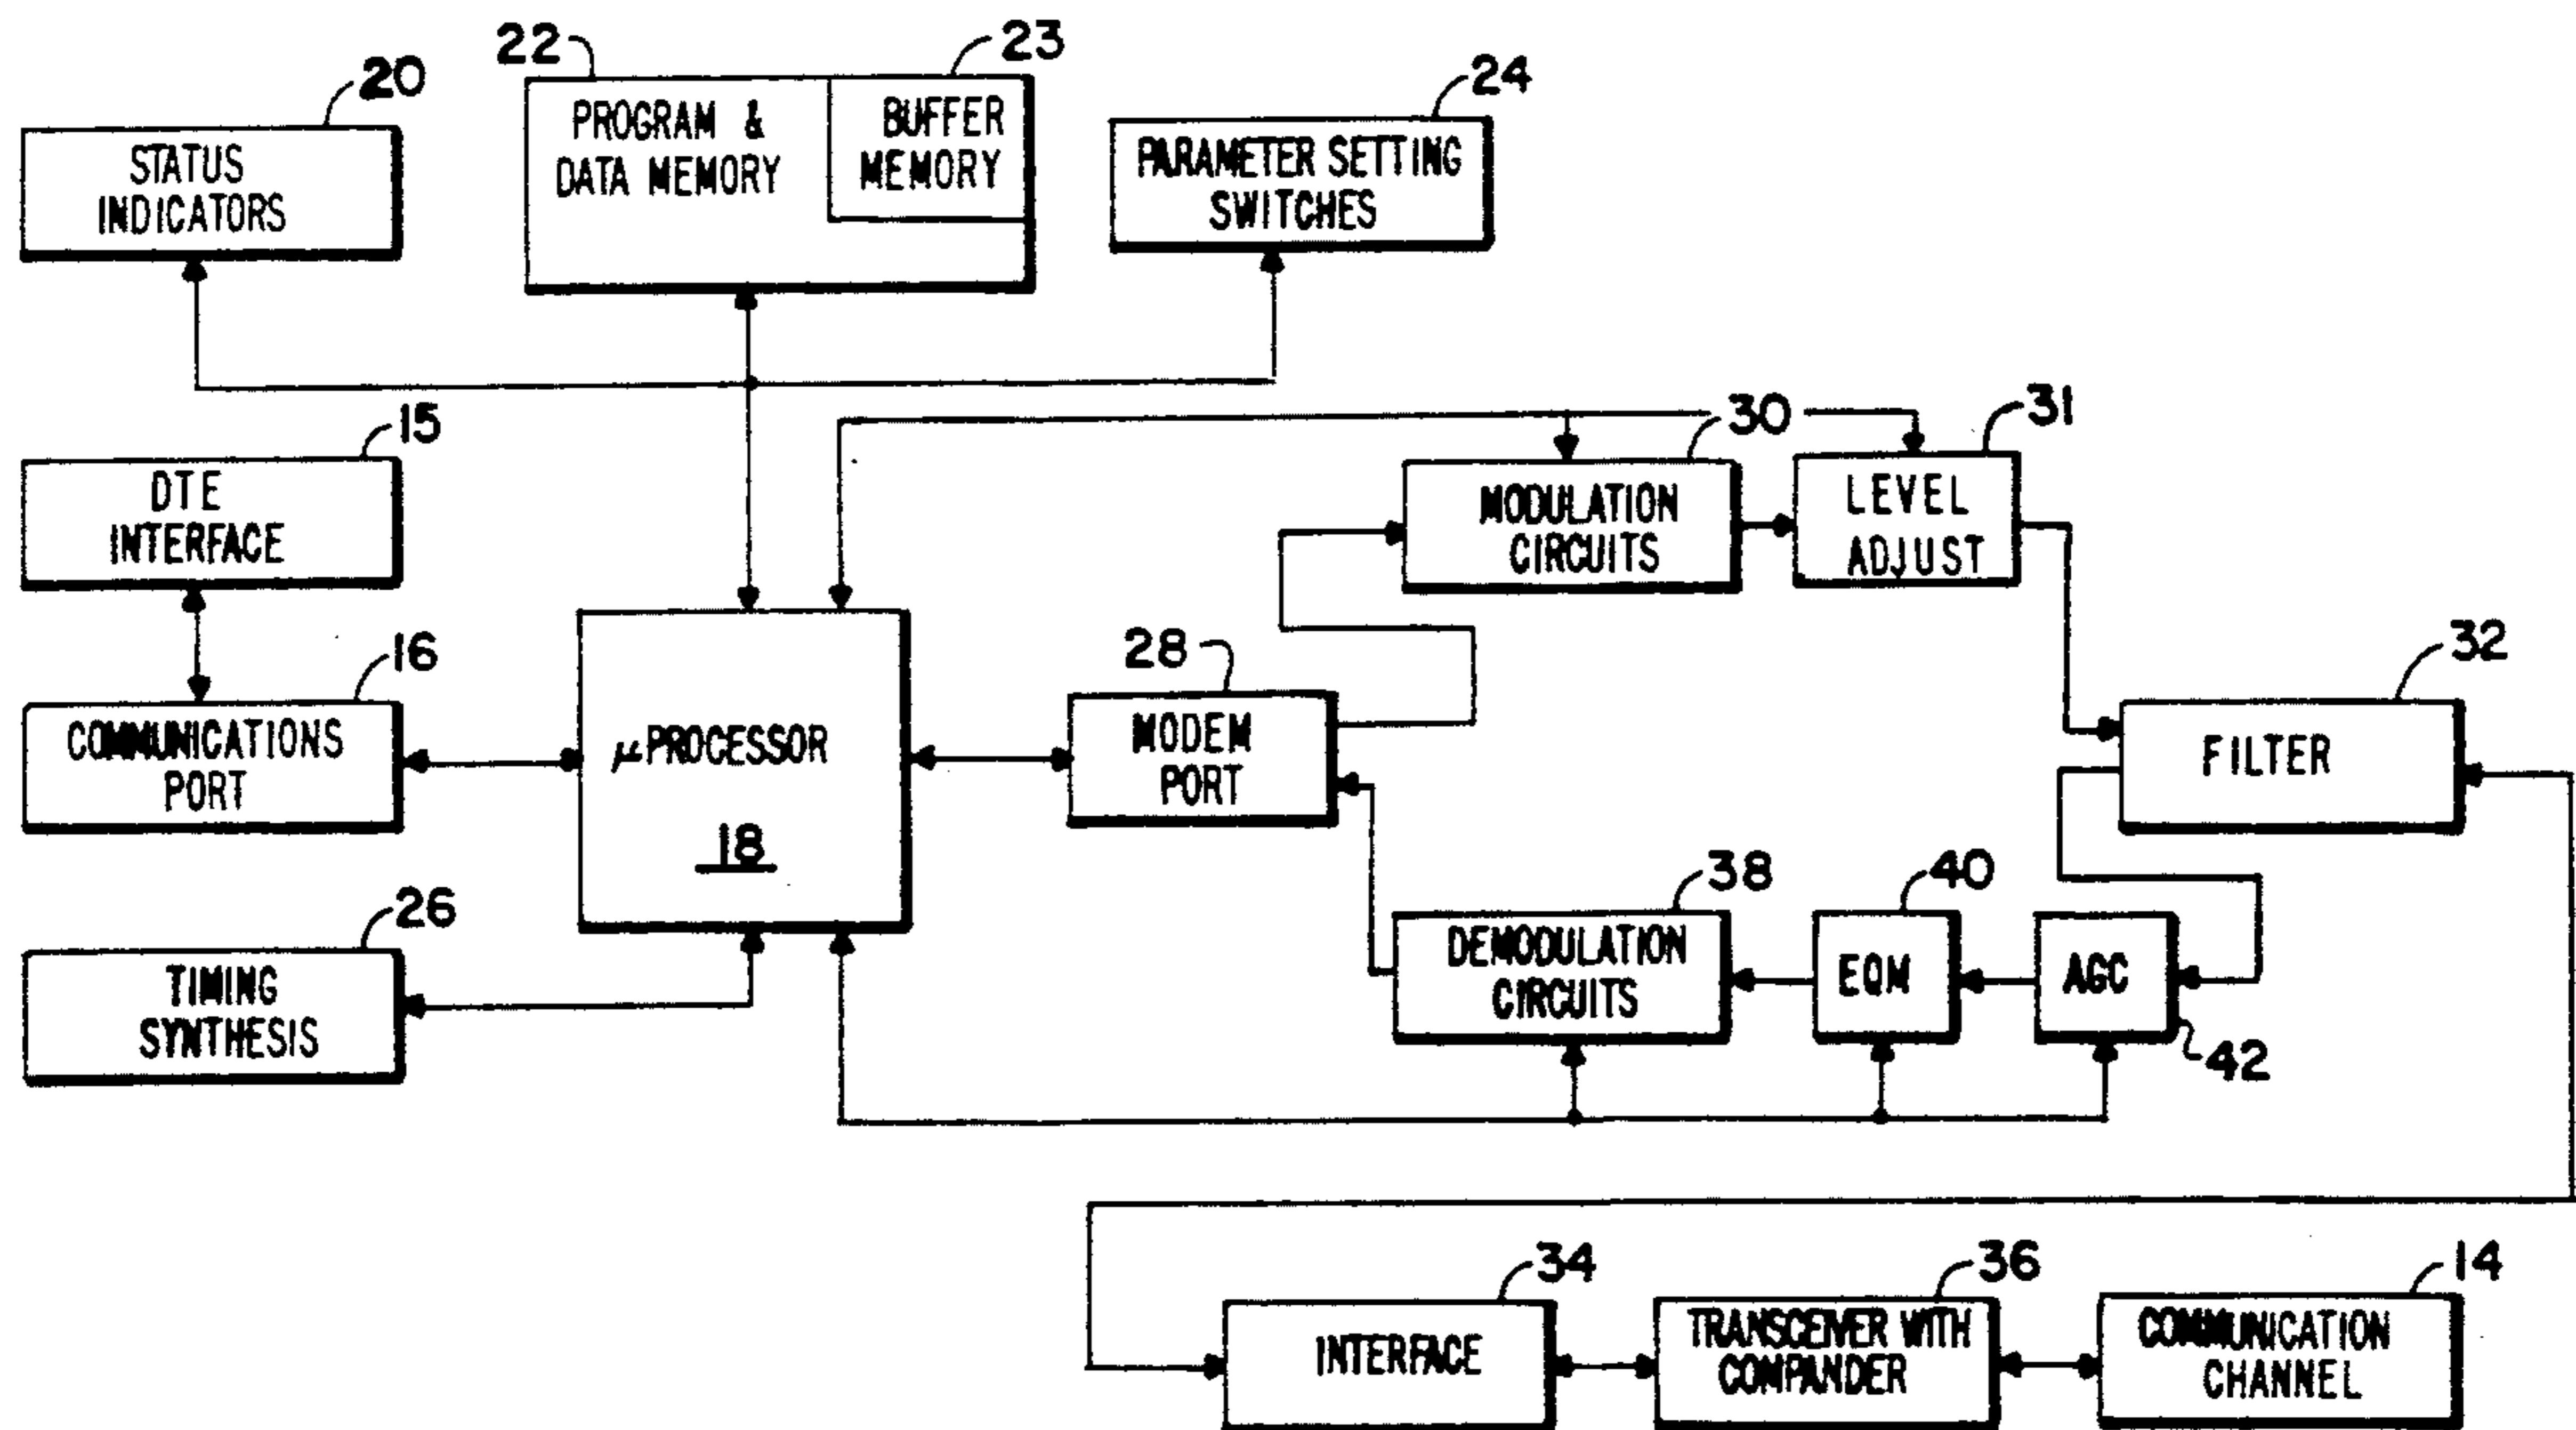 22
23
20
24
PROGRAM &
DATA MEMORY
BUFFER
MEMORY
STATUS
INDICATORS
PARAMETER SETTING
SWITCHES
15
30
31
DTE
INTERFACE
MODULATION
CIRCUITS
LEVEL
ADJUST
16
28
32
COMMUNICATIONS
PORT
μPROCESSOR
18
MODEM
PORT
FILTER
26
38
40
TIMING
SYNTHESIS
DEMODULATION
CIRCUITS
EQM
AGC
42
34
36
14
INTERFACE
TRANSCEIVER WITH
COMPANDER
COMMUNICATION
CHANNEL